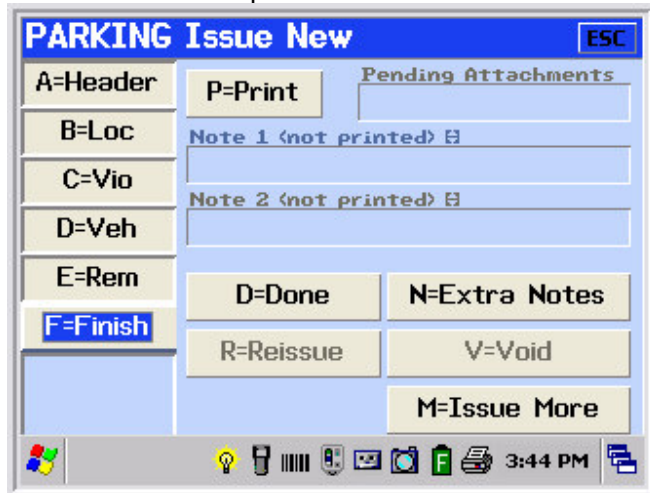 PARKING Issue New ESC
A=Header
B=Loc
C=Vio
D=Veh
E=Rem
F=Finish
P=Print
Pending Attachments
Note 1 (not printed) [-]
Note 2 (not printed) [-]
D=Done
N=Extra Notes
R=Reissue
V=Void
M=Issue More
F
3:44 PM